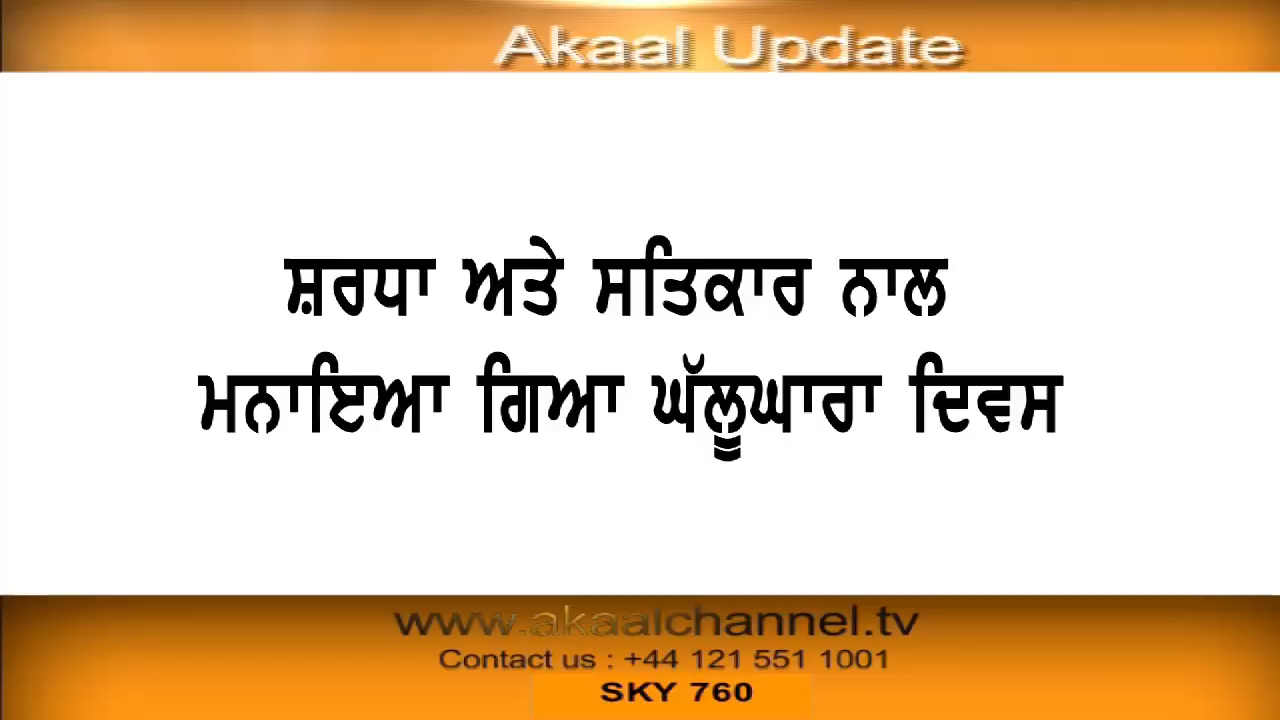 Akaal Update
ਸ਼ਰਧਾ ਅਤੇ ਸਤਿਕਾਰ ਨਾਲ
ਮਨਾਇਆ ਗਿਆ ਘੱਲੂਘਾਰਾ ਦਿਵਸ
www.akaalchannel.tv
Contact us : +44 121 551 1001
SKY 760